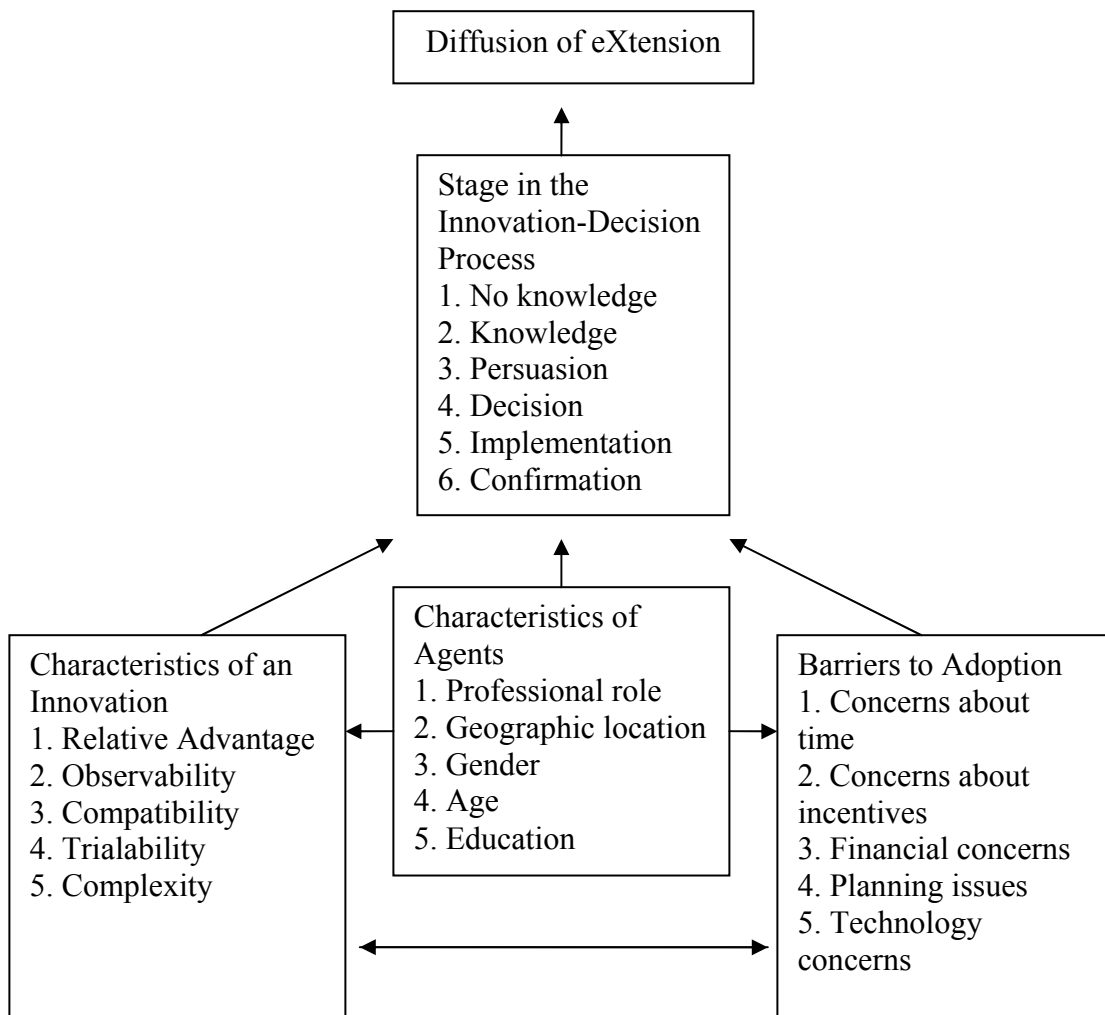 Diffusion of eXtension
Stage in the
Innovation-Decision
Process
1. No knowledge
2. Knowledge
3. Persuasion
4. Decision
5. Implementation
6. Confirmation
Characteristics of an
Innovation
1. Relative Advantage
2. Observability
3. Compatibility
4. Trialability
5. Complexity
Characteristics of
Agents
1. Professional role
2. Geographic location
3. Gender
4. Age
5. Education
Barriers to Adoption
1. Concerns about
time
2. Concerns about
incentives
3. Financial concerns
4. Planning issues
5. Technology
concerns